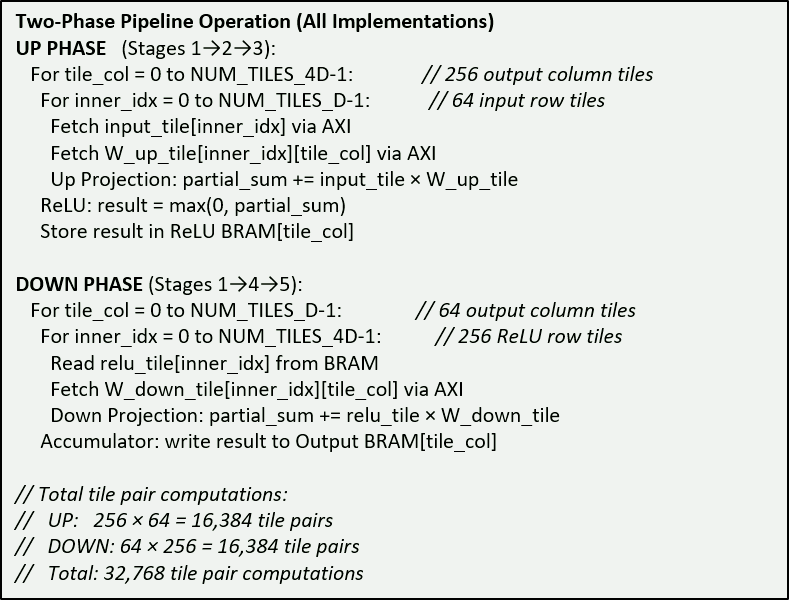 Two-Phase Pipeline Operation (All Implementations)
UP PHASE (Stages 1→2→3):
For tile_col = 0 to NUM_TILES_4D-1: // 256 output column tiles
For inner_idx = 0 to NUM_TILES_D-1: // 64 input row tiles
Fetch input_tile[inner_idx] via AXI
Fetch W_up_tile[inner_idx][tile_col] via AXI
Up Projection: partial_sum += input_tile × W_up_tile
ReLU: result = max(0, partial_sum)
Store result in ReLU BRAM[tile_col]
DOWN PHASE (Stages 1→4→5):
For tile_col = 0 to NUM_TILES_D-1: // 64 output column tiles
For inner_idx = 0 to NUM_TILES_4D-1: // 256 ReLU row tiles
Read relu_tile[inner_idx] from BRAM
Fetch W_down_tile[inner_idx][tile_col] via AXI
Down Projection: partial_sum += relu_tile × W_down_tile
Accumulator: write result to Output BRAM[tile_col]
// Total tile pair computations:
// UP: 256 × 64 = 16,384 tile pairs
// DOWN: 64 × 256 = 16,384 tile pairs
// Total: 32,768 tile pair computations